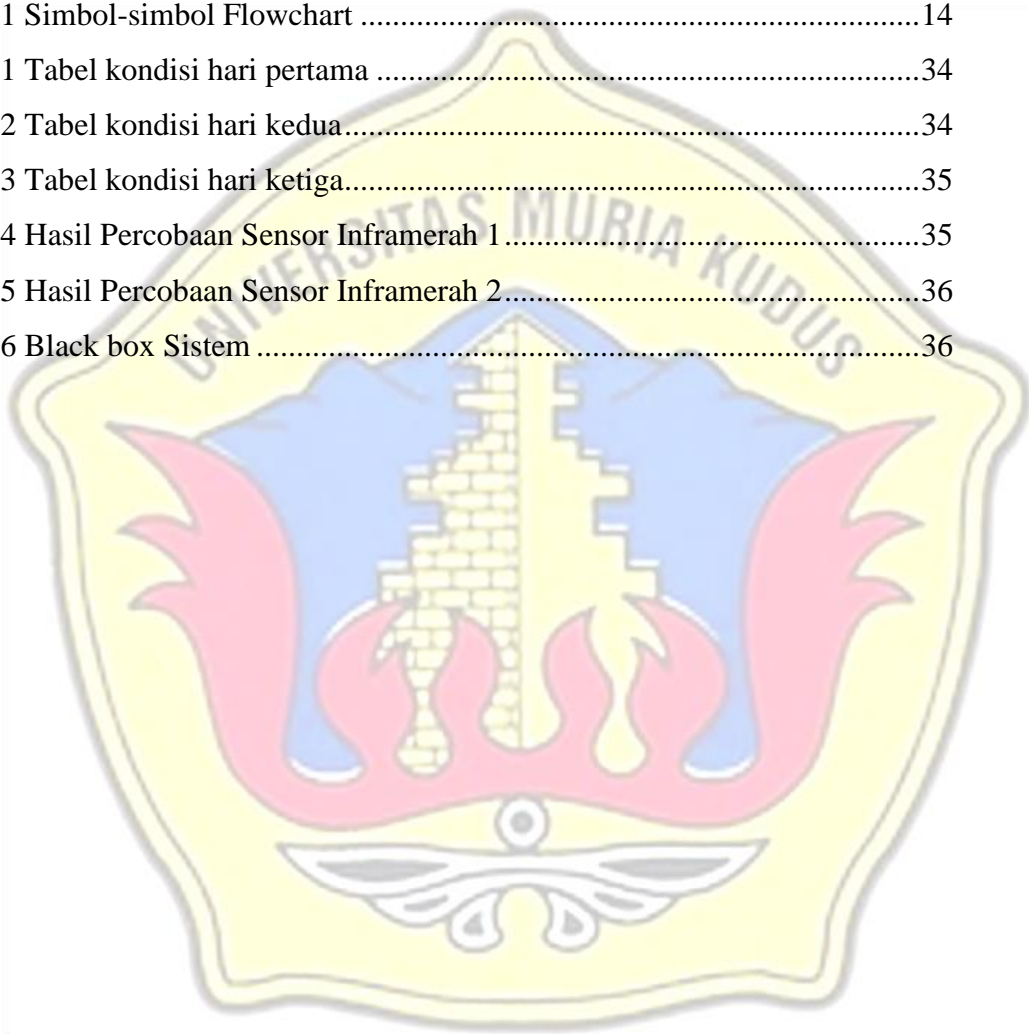 1 Simbol-simbol Flowchart ........................................................................14
1 Tabel kondisi hari pertama ......................................................................34
2 Tabel kondisi hari kedua..........................................................................34
3 Tabel kondisi hari ketiga..........................................................................35
4 Hasil Percobaan Sensor Inframerah 1 ......................................................35
5 Hasil Percobaan Sensor Inframerah 2......................................................36
6 Black box Sistem .....................................................................................36
UNIVERSITAS MURIA KUDUS